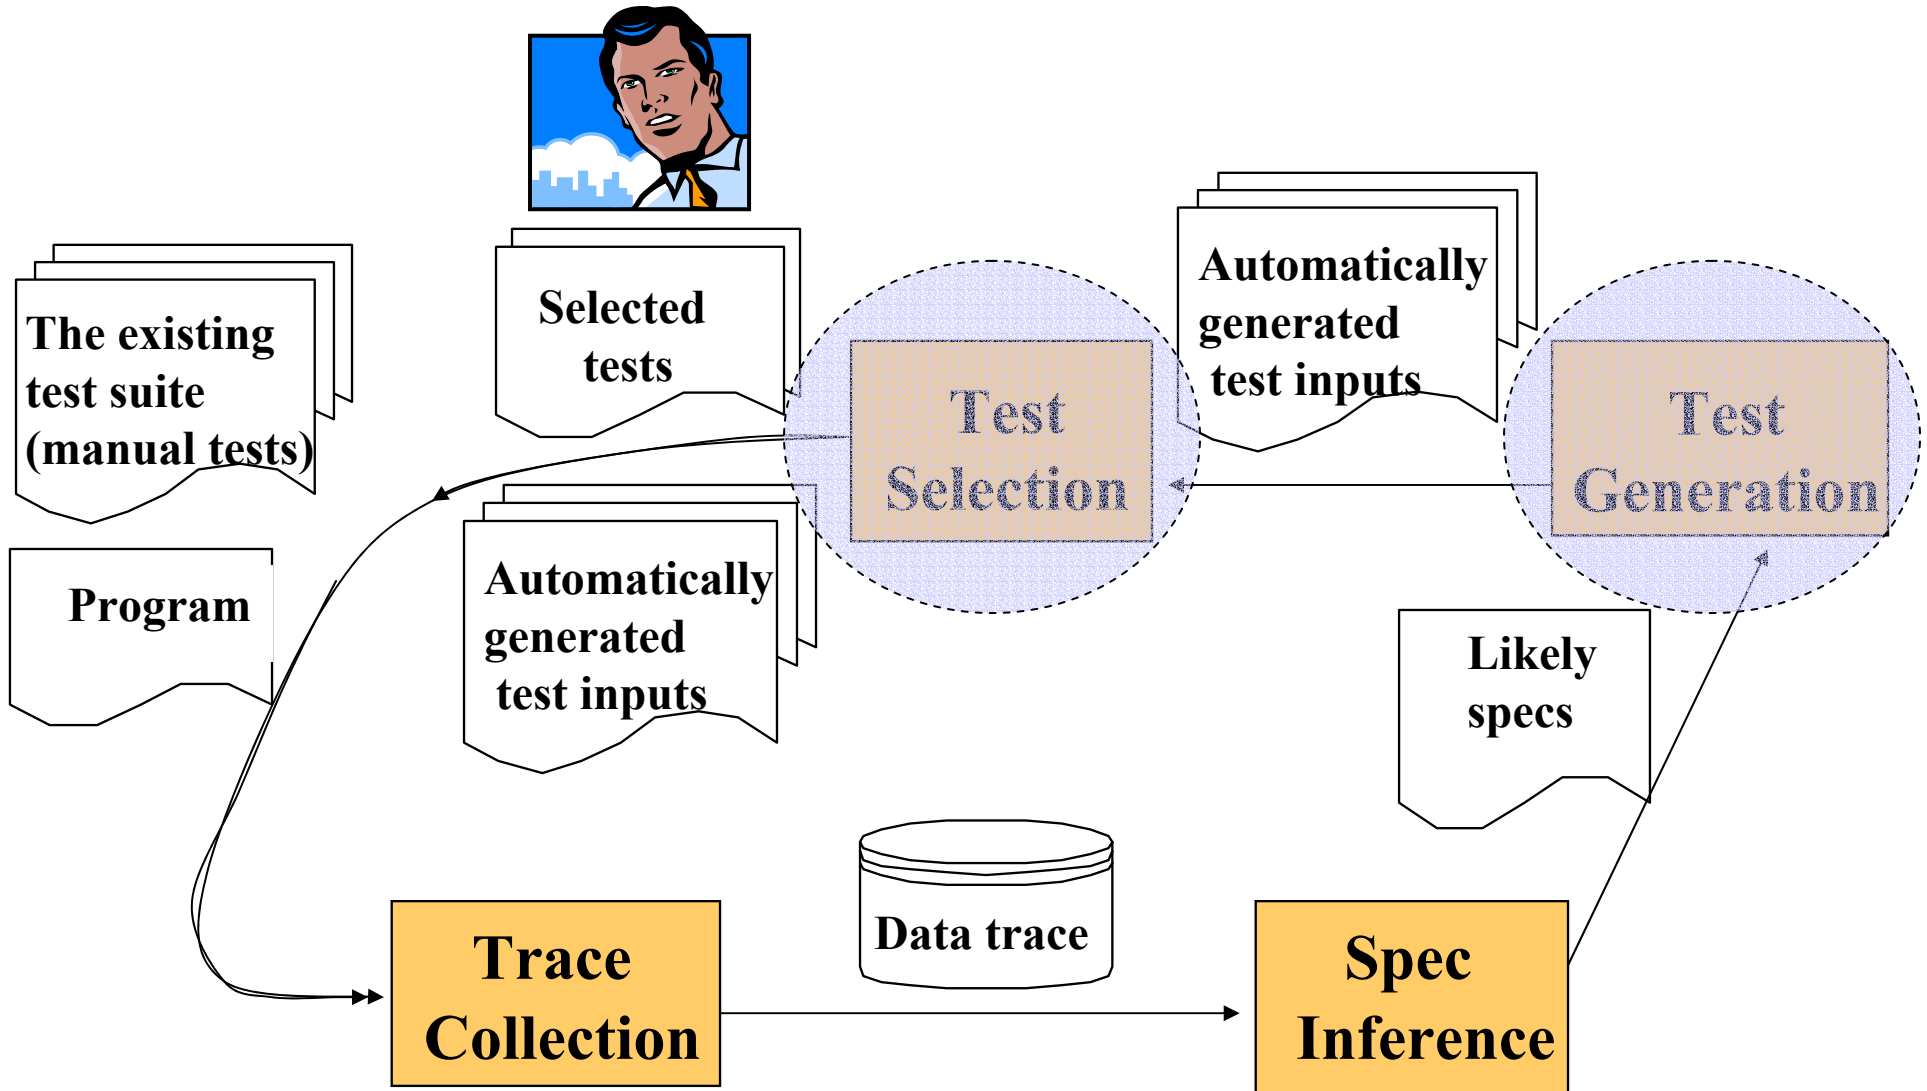 The existing
test suite
(manual tests)
Program
Selected
tests
Automatically
generated
test inputs
Test
Selection
Automatically
generated
test inputs
Test
Generation
Likely
specs
Data trace
Trace
Collection
Spec
Inference